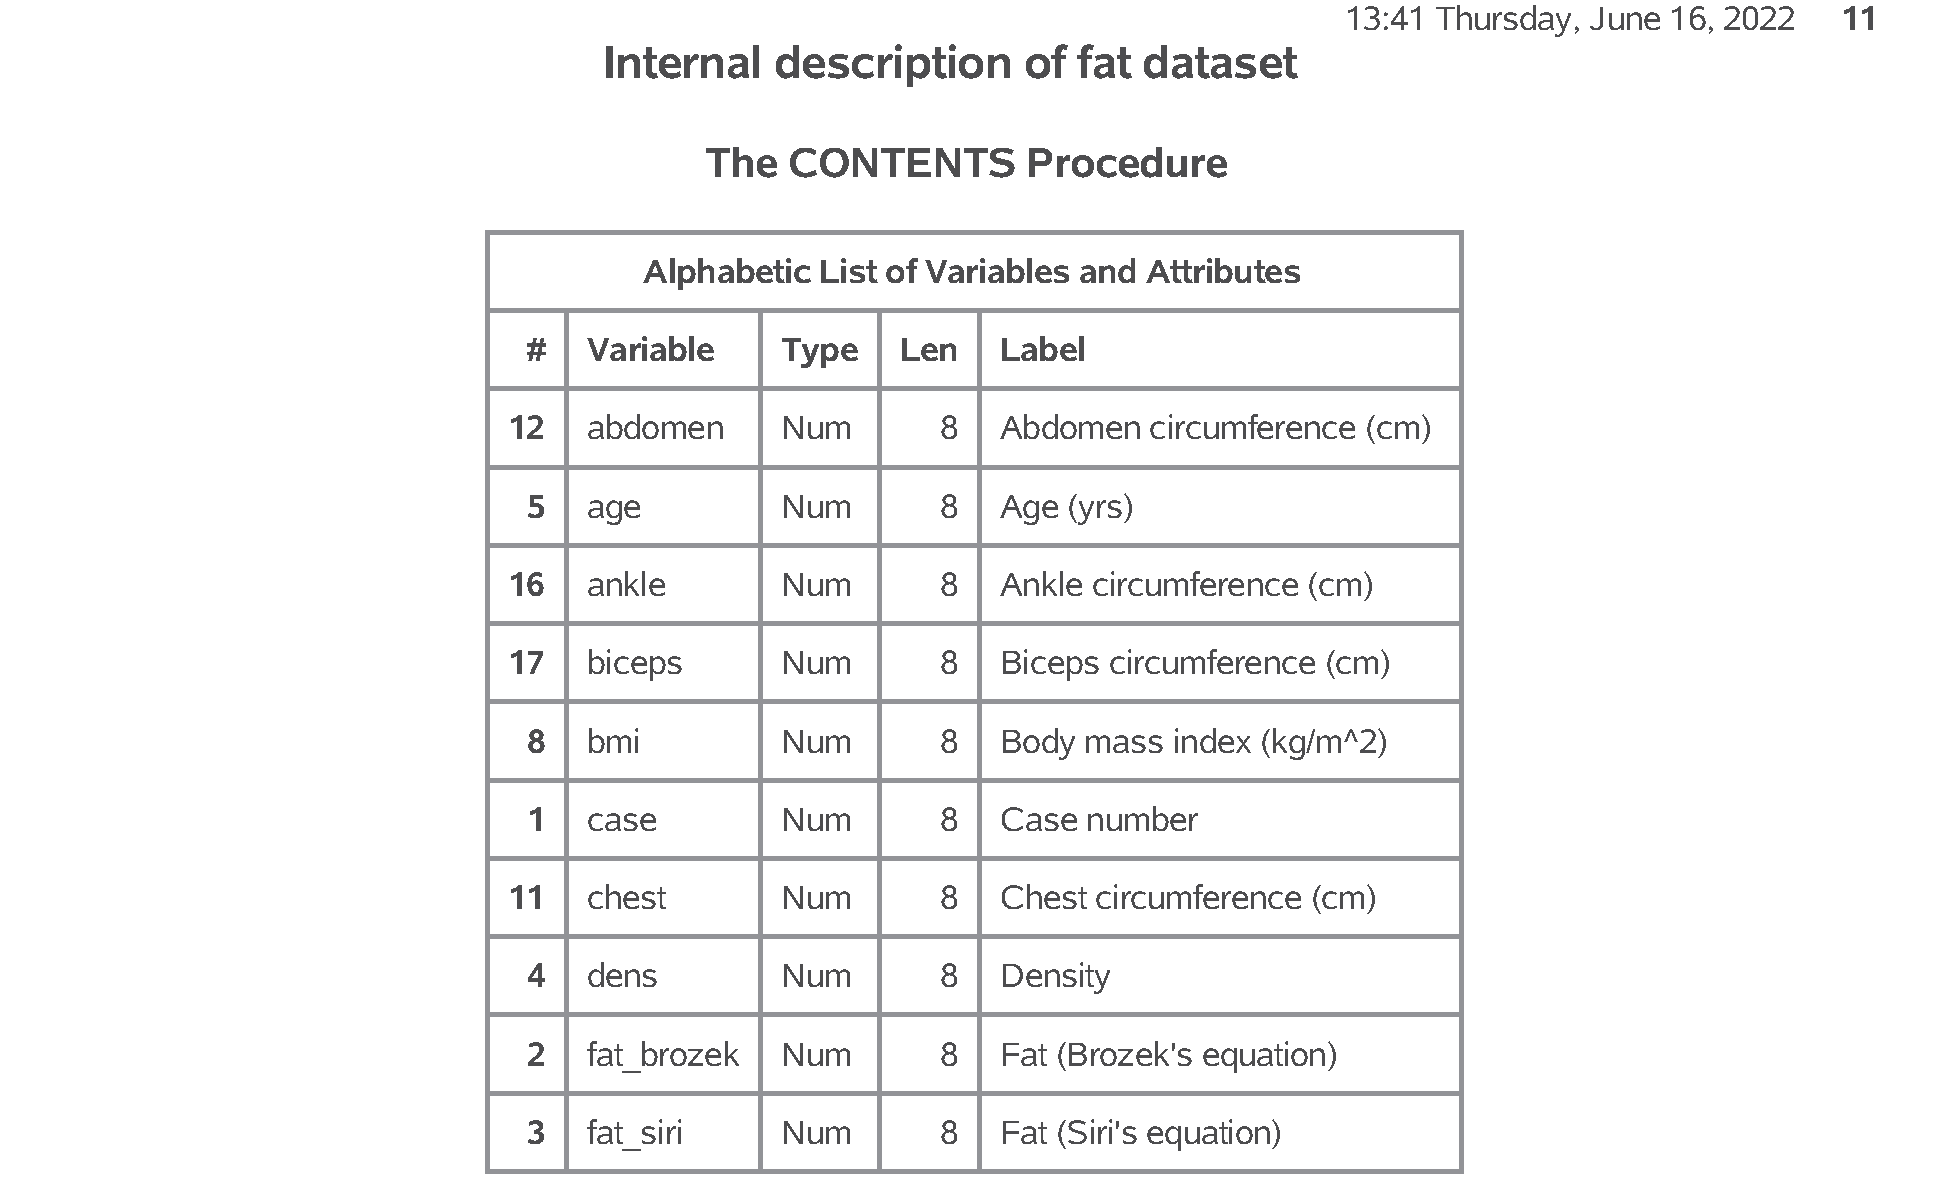 13:41 Thursday, June 16, 2022 11
Internal description of fat dataset
The CONTENTS Procedure
Alphabetic List of Variables and Attributes
# Variable Type Len Label
12 abdomen Num 8 Abdomen circumference (cm)
5 age Num 8 Age (yrs)
16 ankle Num 8 Ankle circumference (cm)
17 biceps Num 8 Biceps circumference (cm)
8 bmi Num 8 Body mass index (kg/m^2)
1 case Num 8 Case number
11 chest Num 8 Chest circumference (cm)
4 dens Num 8 Density
2 fat_brozek Num 8 Fat (Brozek's equation)
3 fat_siri Num 8 Fat (Siri's equation)